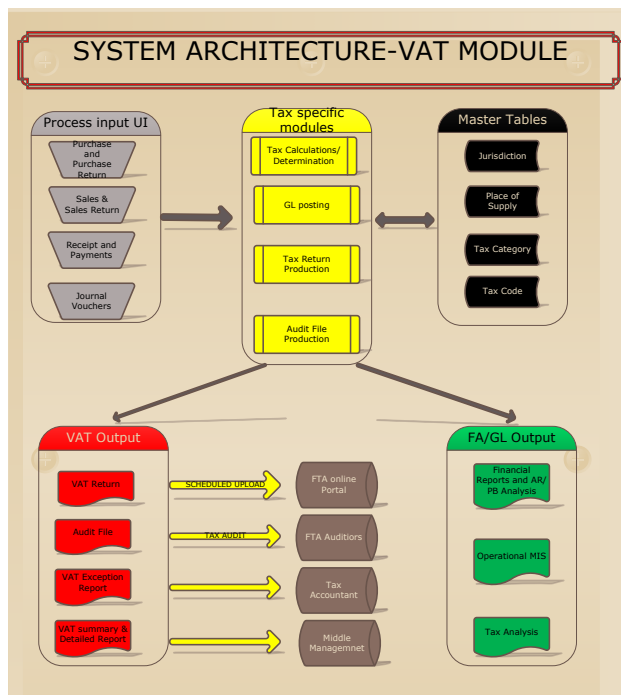 SYSTEM ARCHITECTURE-VAT MODULE
Process input UI
Purchase
and
Purchase
Return
Sales &
Sales Return
Receipt and
Payments
Journal
Vouchers
Tax specific
modules
Tax Calculations/
Determination
GL posting
Tax Return
Production
Audit File
Production
Master Tables
Jurisdiction
Place of
Supply
Tax Category
Tax Code
VAT Output
VAT Return
Audit File
VAT Exception
Report
VAT summary &
Detailed Report
SCHEDULED UPLOAD
TAX AUDIT
FTA online
Portal
FTA Auditiors
Tax
Accountant
Middle
Managemnet
FA/GL Output
Financial
Reports and AR/
PB Analysis
Operational MIS
Tax Analysis